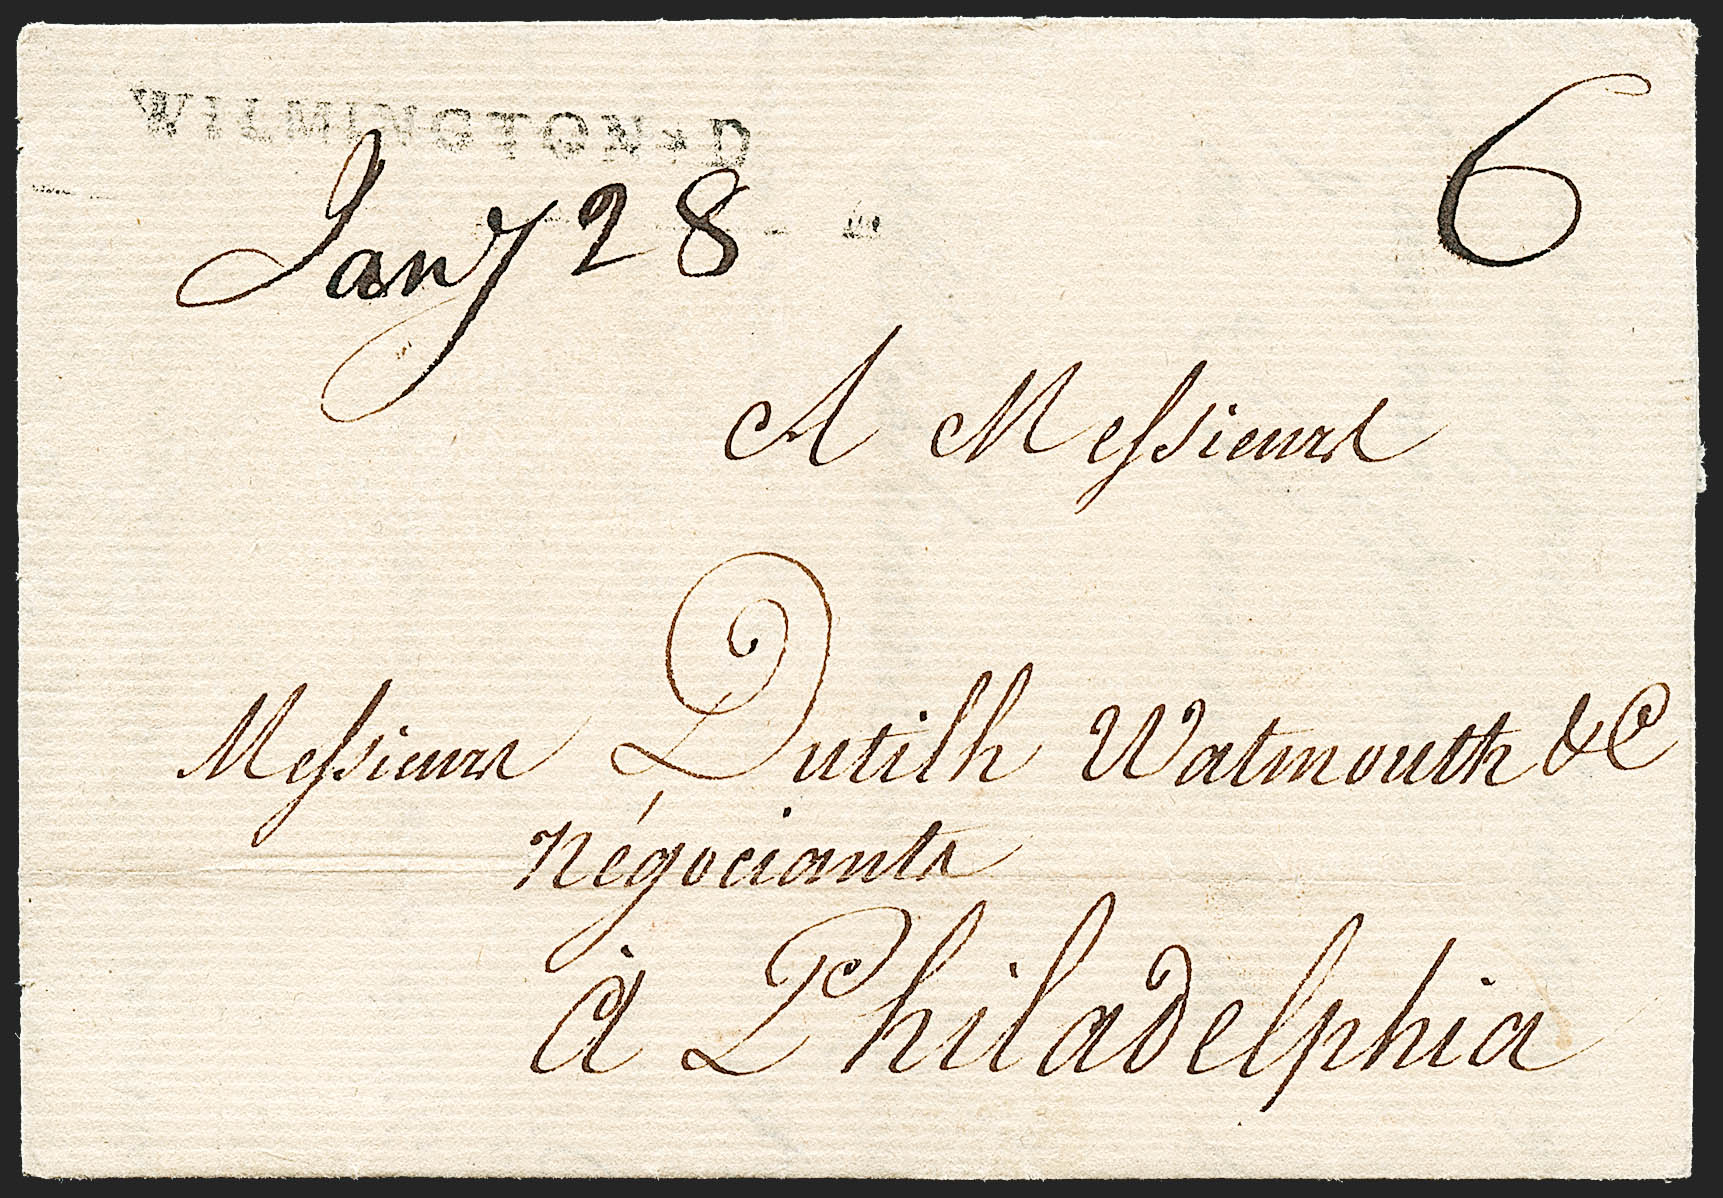 WILMINGTON*D
6
Jany 28
A Messieurs
Messieurs Dutilh Watmouth & C
Négociants
à Philadelphia